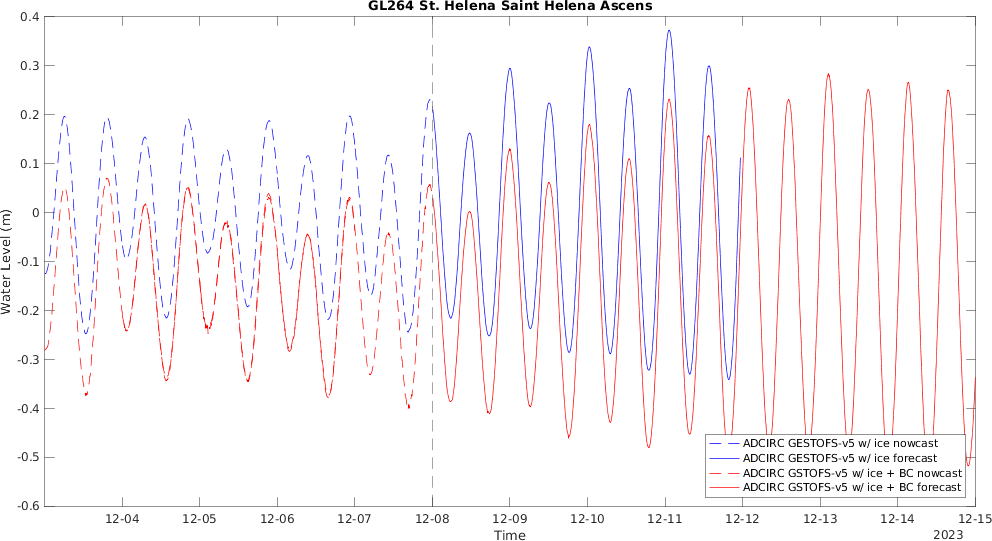 GL264 St. Helena Saint Helena Ascens
0.4
0.3
0.2
0.1
0
-0.1
-0.2
-0.3
-0.4
-0.5
-0.6
Water Level (m)
ADCIRC GESTOFS-v5 w/ ice nowcast
ADCIRC GESTOFS-v5 w/ ice forecast
ADCIRC GSTOFS-v5 w/ ice + BC nowcast
ADCIRC GSTOFS-v5 w/ ice + BC forecast
12-04 12-05 12-06 12-07 12-08 12-09 12-10 12-11 12-12 12-13 12-14 12-15
Time
2023